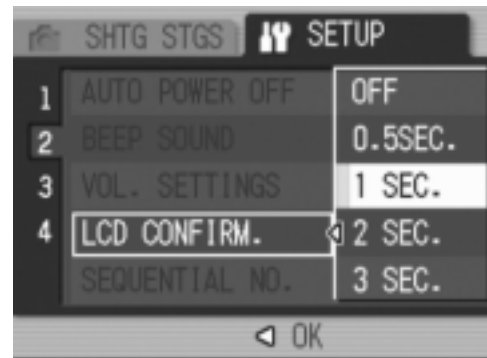 SHTG STGS SETUP
1 AUTO POWER OFF OFF
2 BEEP SOUND 0.5SEC.
3 VOL. SETTINGS 1 SEC.
4 LCD CONFIRM. 2 SEC.
SEQUENTIAL NO. 3 SEC.
OK